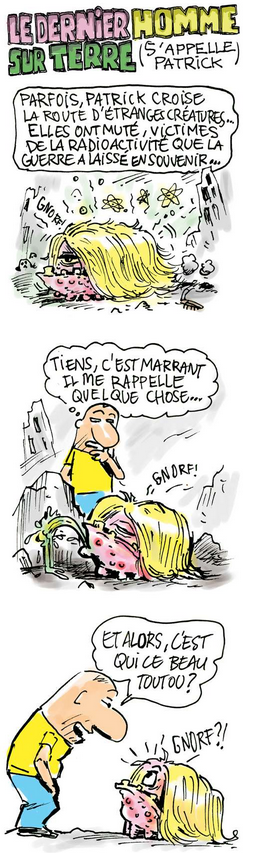 LE DERNIER HOMME
SUR TERRE (S'APPELLE
PATRICK)
PARFOIS, PATRICK CROISE
LA ROUTE D'ÉTRANGES CRÉATURES...
ELLES ONT MUTÉ, VICTIMES
DE LA RADIOACTIVITÉ QUE LA
GUERRE A LAISSÉ EN SOUVENIR...
GNORF!
TIENS, C'EST MARRANT
IL ME RAPPELLE
QUELQUE CHOSE...
GNORF!
ET ALORS, C'EST
QUI CE BEAU
TOUTOU?
GNORF?!